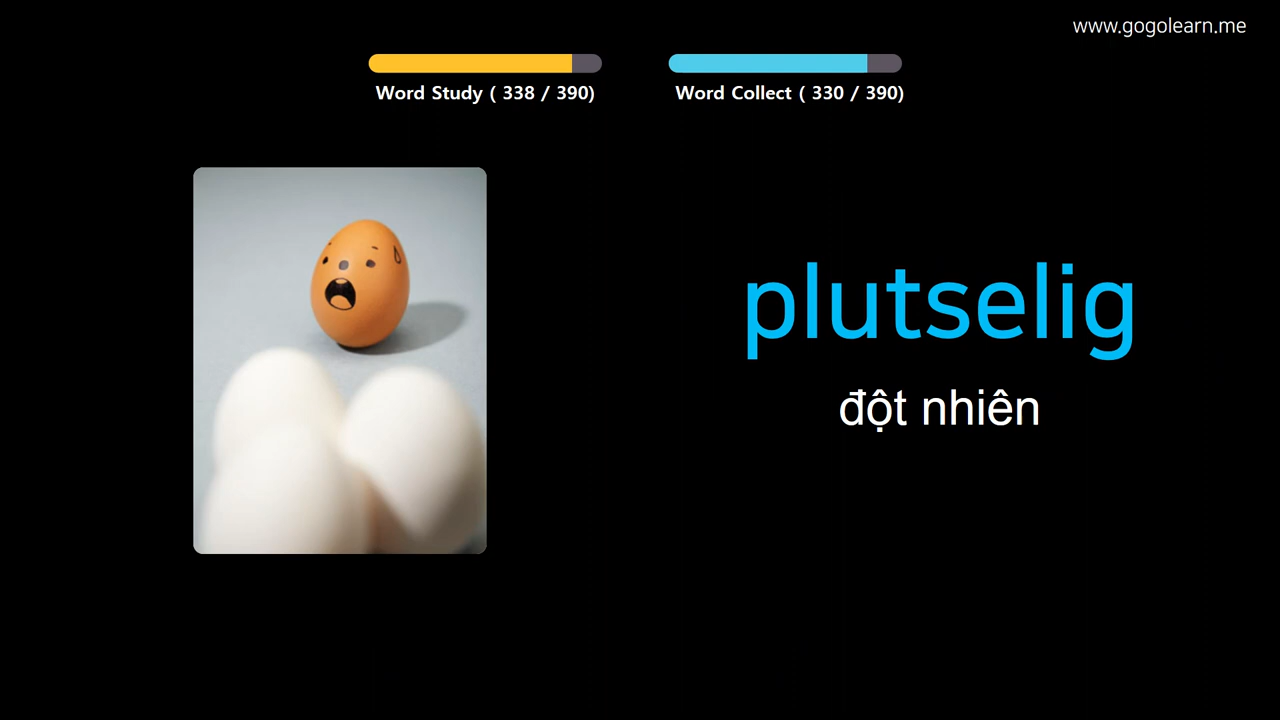 www.gogolearn.me
Word Study ( 338 / 390)
Word Collect ( 330 / 390)
plutselig
đột nhiên